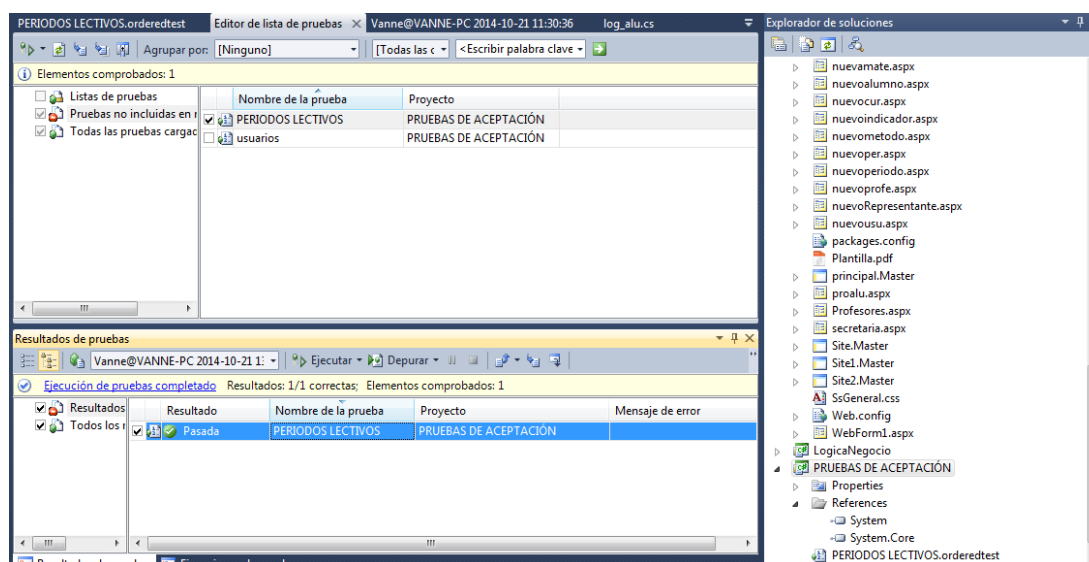 PERIODOS LECTIVOS.orderedtest
Editor de lista de pruebas
Vanne@VANNE-PC 2014-10-21 11:30:36
log_alu.cs
Agrupar por:
[Ninguno]
[Todas las c
<Escribir palabra clave
Elementos comprobados: 1
Listas de pruebas
Pruebas no incluidas en r
Todas las pruebas cargad
Nombre de la prueba
Proyecto
PERIODOS LECTIVOS
PRUEBAS DE ACEPTACIÓN
usuarios
PRUEBAS DE ACEPTACIÓN
Resultados de pruebas
Vanne@VANNE-PC 2014-10-21 1:
Ejecutar
Depurar
Ejecución de pruebas completado Resultados: 1/1 correctas; Elementos comprobados: 1
Resultados
Todos los r
Resultado
Nombre de la prueba
Proyecto
Mensaje de error
Pasada
PERIODOS LECTIVOS
PRUEBAS DE ACEPTACIÓN
Explorador de soluciones
nuevamate.aspx
nuevoalumno.aspx
nuevocur.aspx
nuevoindicador.aspx
nuevometodo.aspx
nuevoper.aspx
nuevoperiodo.aspx
nuevoprofe.aspx
nuevoRepresentante.aspx
nuevousu.aspx
packages.config
Plantilla.pdf
principal.Master
proalu.aspx
Profesores.aspx
secretaria.aspx
Site.Master
Site1.Master
Site2.Master
SsGeneral.css
Web.config
WebForm1.aspx
LogicaNegocio
PRUEBAS DE ACEPTACIÓN
Properties
References
System
System.Core
PERIODOS LECTIVOS.orderedtest